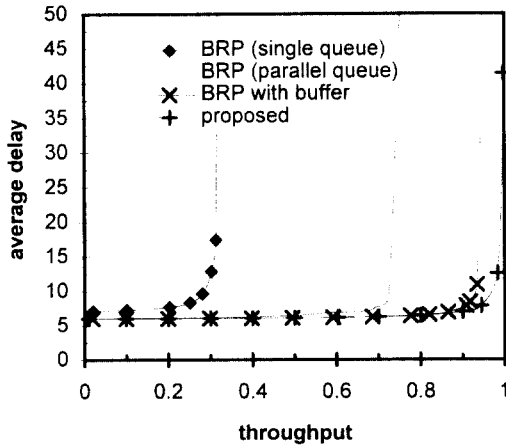 50
45
40
35
30
25
20
15
10
5
0
average delay
BRP (single queue)
BRP (parallel queue)
BRP with buffer
proposed
0 0.2 0.4 0.6 0.8 1
throughput